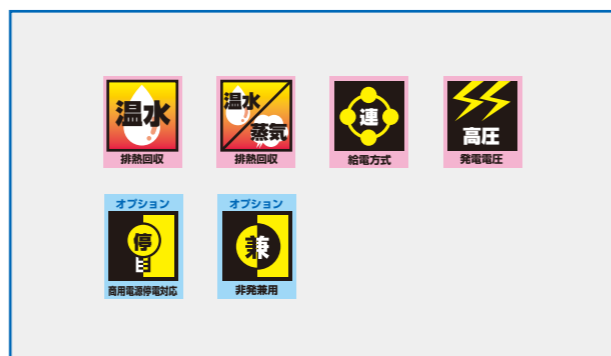 温水
排熱回収
温水
蒸気
排熱回収
連
給電方式
高圧
発電電圧
オプション
停
商用電源停電対応
オプション
兼
非発兼用